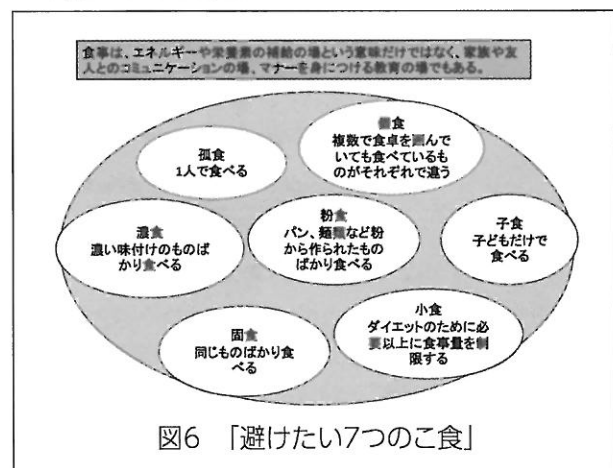 食事は、エネルギーや栄養素の補給の場という意味だけではなく、家族や友
人とのコミュニケーションの場、マナーを身につける教育の場でもある。
個食
複数で食卓を囲んで
いても食べているも
のがそれぞれで違う
孤食
1人で食べる
粉食
パン、麺類など粉
から作られたもの
ばかり食べる
濃食
濃い味付けのものば
かり食べる
子食
子どもだけで
食べる
小食
ダイエットのために必
要以上に食事量を制
限する
固食
同じものばかり食
べる
図6 「避けたい7つのこ食」